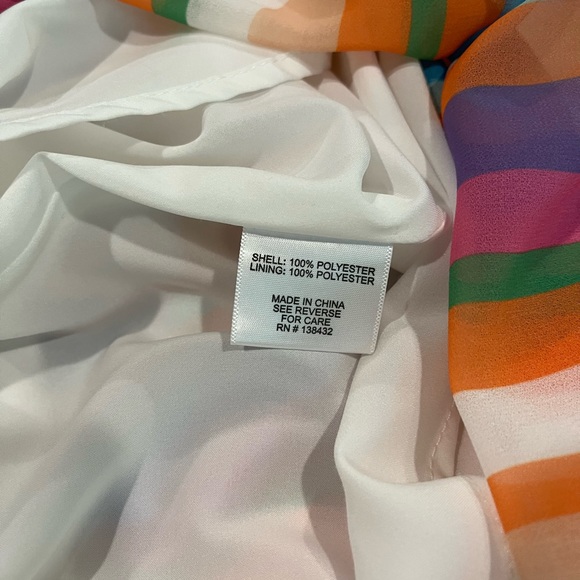 SHELL: 100% POLYESTER
LINING: 100% POLYESTER
MADE IN CHINA
SEE REVERSE
FOR CARE
RN # 138432